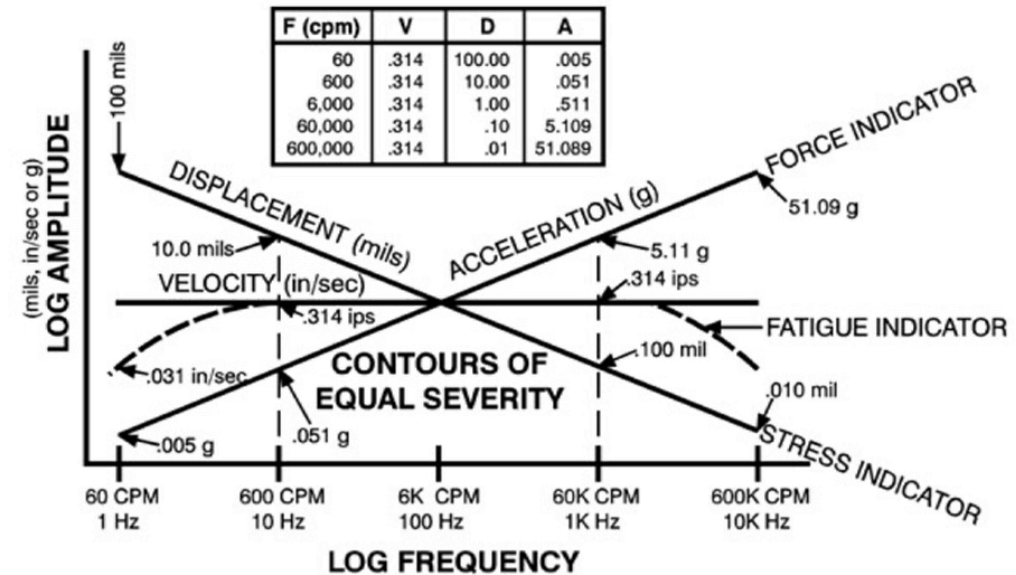 F (cpm) V D A
60 .314 100.00 .005
600 .314 10.00 .051
6,000 .314 1.00 .511
60,000 .314 .10 5.109
600,000 .314 .01 51.089
100 mils
LOG AMPLITUDE
(mils, in/sec or g)
DISPLACEMENT (mils)
ACCELERATION (g)
FORCE INDICATOR
51.09 g
10.0 mils
5.11 g
VELOCITY (in/sec)
.314 ips
.314 ips
FATIGUE INDICATOR
CONTOURS OF
EQUAL SEVERITY
.100 mil
.031 in/sec
.010 mil
.051 g
.005 g
STRESS INDICATOR
60 CPM
1 Hz
600 CPM
10 Hz
6K CPM
100 Hz
60K CPM
1K Hz
600K CPM
10K Hz
LOG FREQUENCY